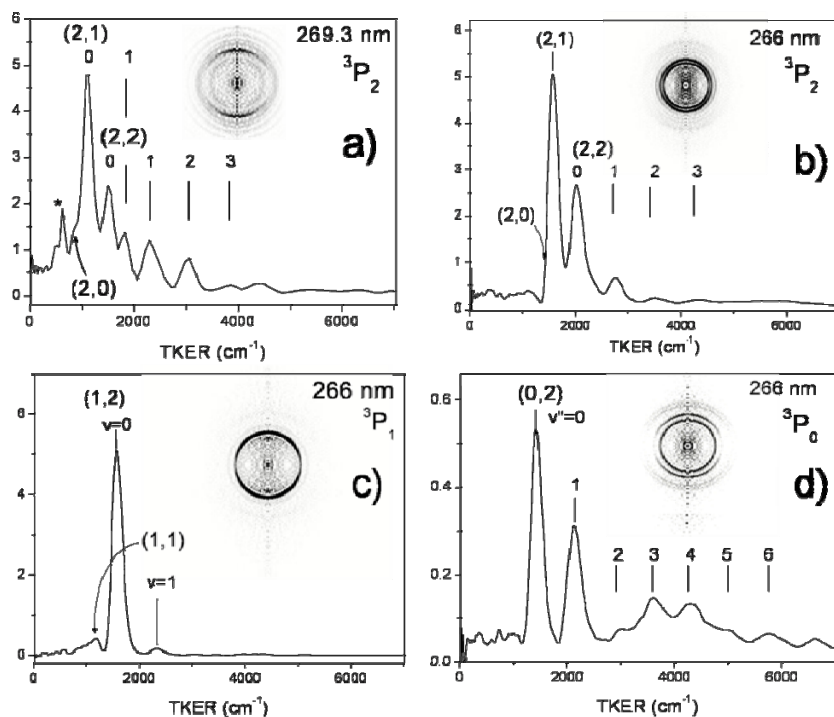 (2,1)
0 1
269.3 nm
³P₂
a)
(2,2)
0 1 2 3
*
(2,0)
6
5
4
3
2
1
0
0 2000 4000 6000
TKER (cm⁻¹)
266 nm
³P₂
(2,1)
b)
(2,2)
0 1 2 3
(2,0)
6
5
4
3
2
1
0
0 2000 4000 6000
TKER (cm⁻¹)
266 nm
³P₁
(1,2)
v=0
c)
(1,1)
v=1
6
4
2
0
0 2000 4000 6000
TKER (cm⁻¹)
(0,2)
v"=0
266 nm
³P₀
d)
1
2 3 4 5 6
0.6
0.4
0.2
0.0
0 2000 4000 6000
TKER (cm⁻¹)